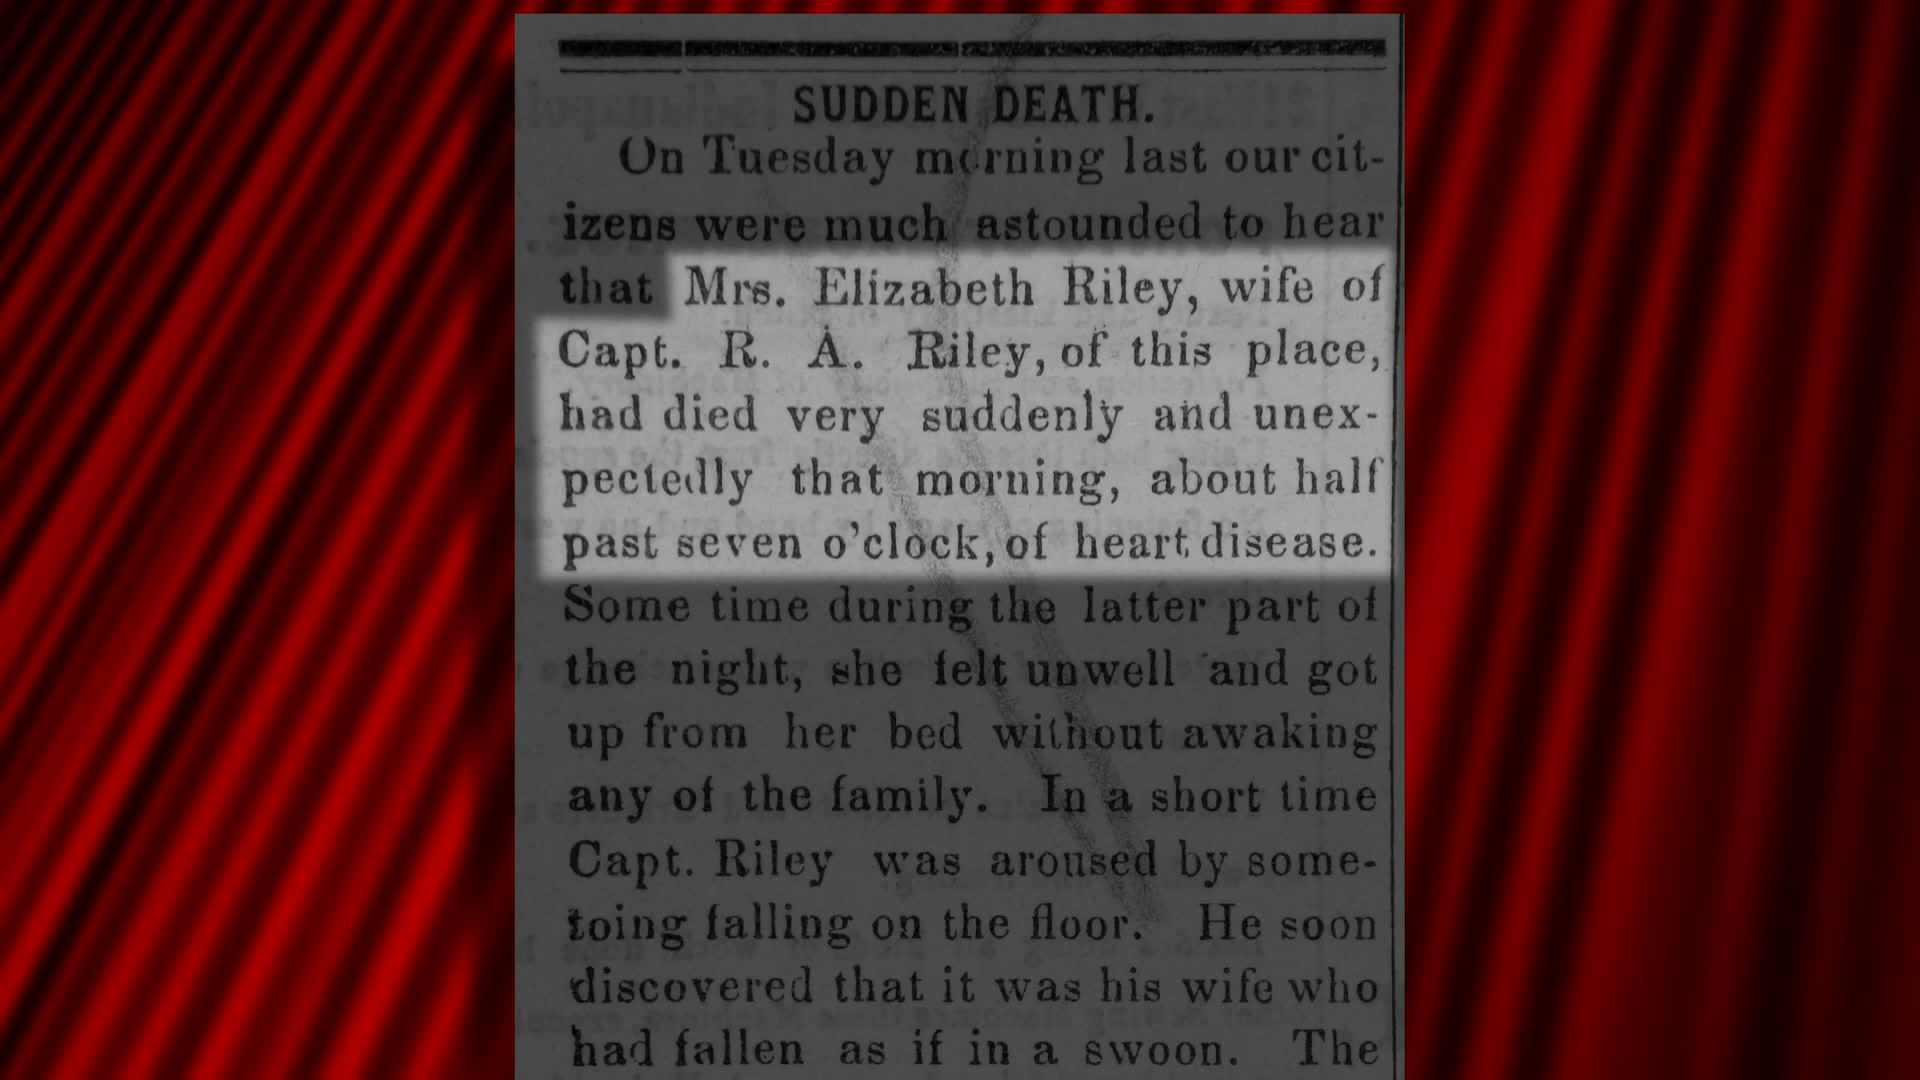 SUDDEN DEATH.
On Tuesday morning last our cit-
izens were much astounded to hear
that Mrs. Elizabeth Riley, wife of
Capt. R. A. Riley, of this place,
had died very suddenly and unex-
pectedly that morning, about half
past seven o'clock, of heart disease.
Some time during the latter part of
the night, she felt unwell and got
up from her bed without awaking
any of the family. In a short time
Capt. Riley was aroused by some-
toing falling on the floor. He soon
discovered that it was his wife who
had fallen as if in a swoon. The